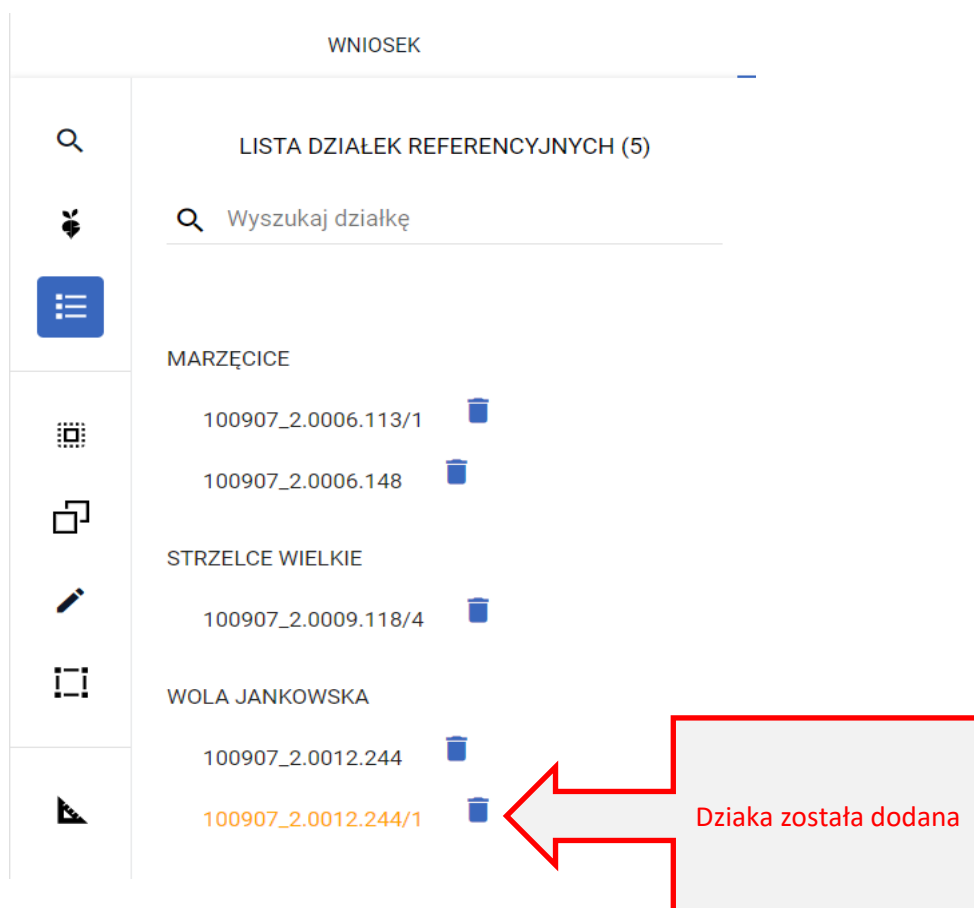 WNIOSEK
LISTA DZIAŁEK REFERENCYJNYCH (5)
Wyszukaj działkę
MARZĘCICE
100907_2.0006.113/1
100907_2.0006.148
STRZELCE WIELKIE
100907_2.0009.118/4
WOLA JANKOWSKA
100907_2.0012.244
100907_2.0012.244/1
Dziaka została dodana